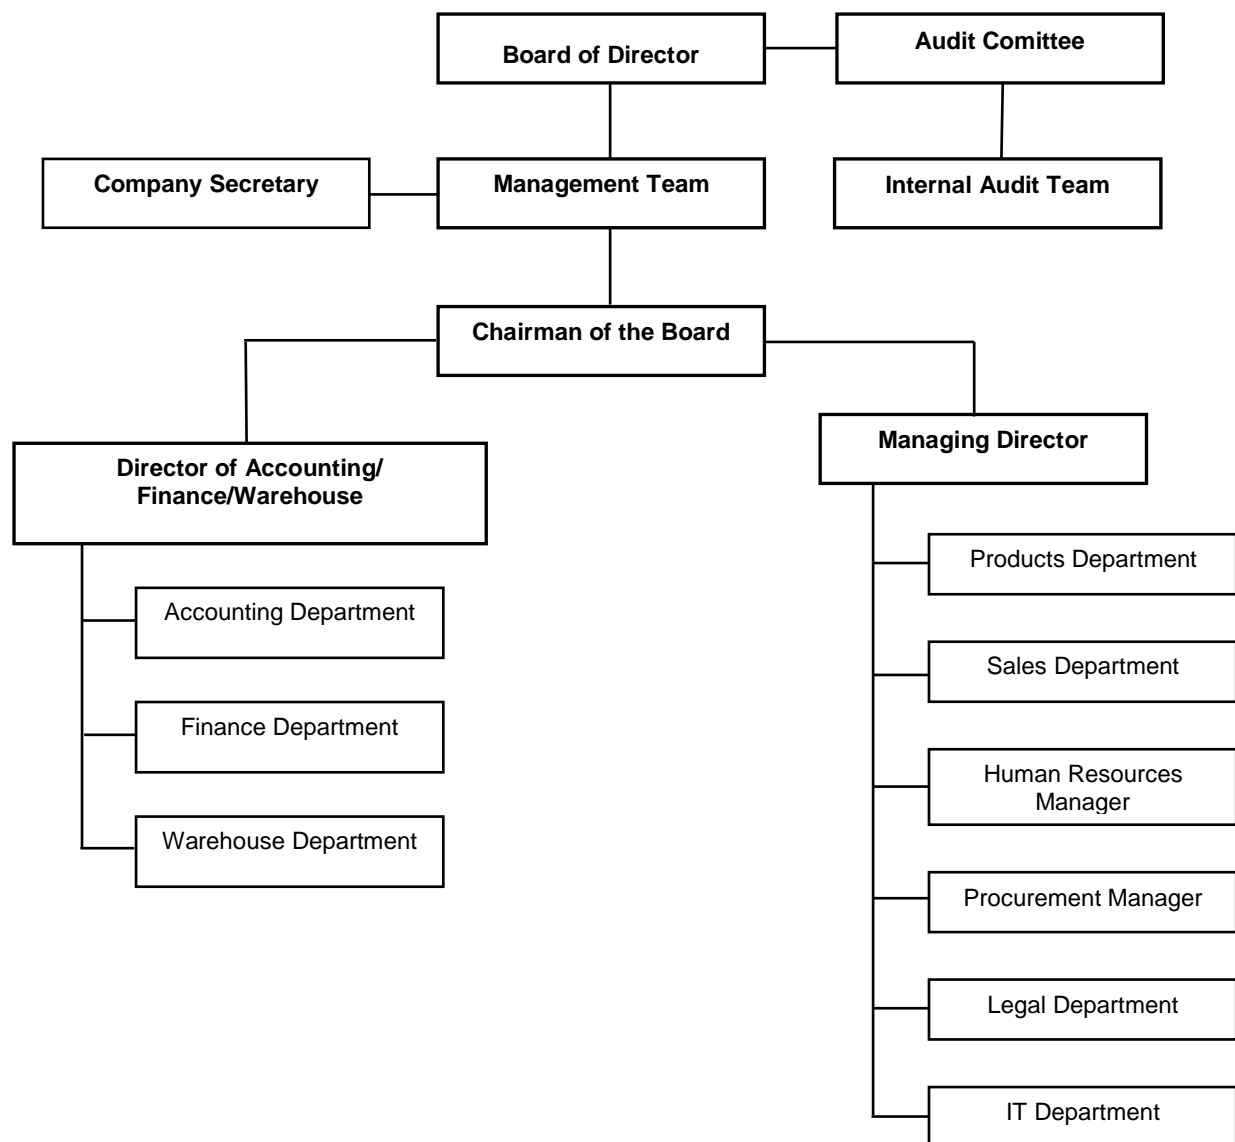 Board of Director
Audit Comittee
Company Secretary
Management Team
Internal Audit Team
Chairman of the Board
Managing Director
Director of Accounting/
Finance/Warehouse
Products Department
Accounting Department
Sales Department
Finance Department
Human Resources
Manager
Warehouse Department
Procurement Manager
Legal Department
IT Department